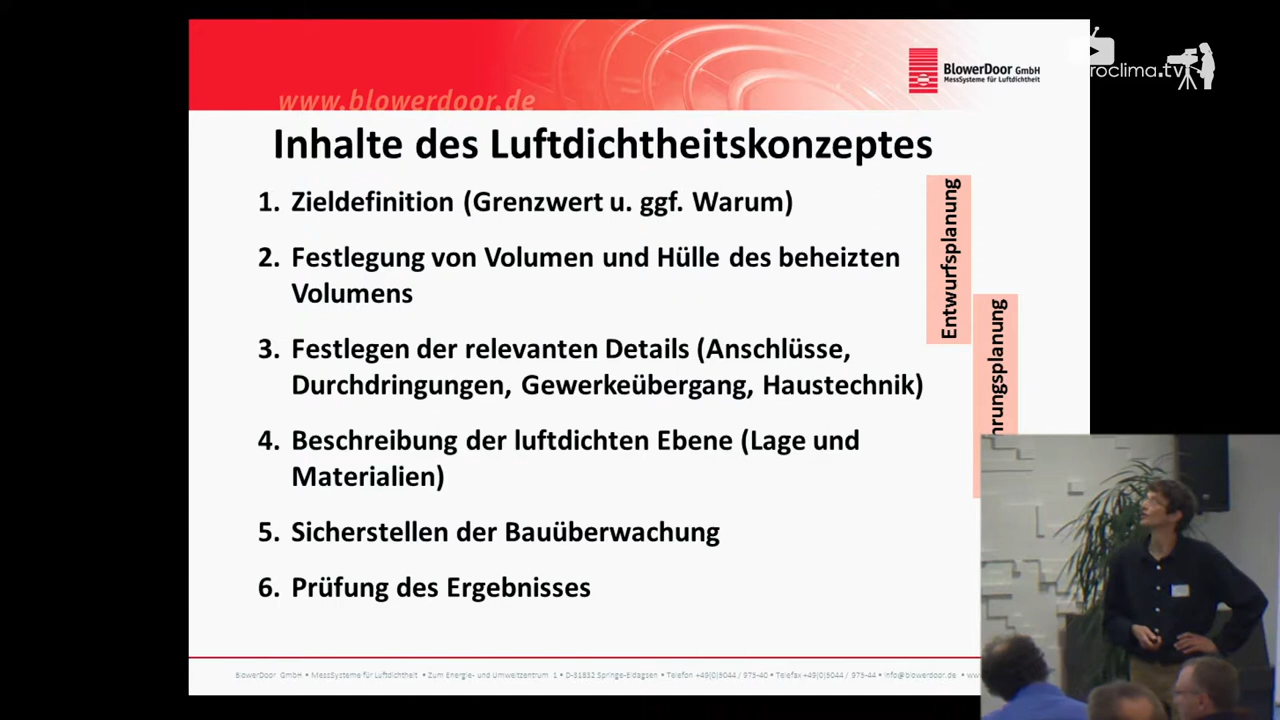 BlowerDoor GmbH
MessSysteme für Luftdichtheit
roclima.tv
www.blowerdoor.de
Inhalte des Luftdichtheitskonzeptes
1. Zieldefinition (Grenzwert u. ggf. Warum)
2. Festlegung von Volumen und Hülle des beheizten
Volumens
3. Festlegen der relevanten Details (Anschlüsse,
Durchdringungen, Gewerkeübergang, Haustechnik)
4. Beschreibung der luftdichten Ebene (Lage und
Materialien)
5. Sicherstellen der Bauüberwachung
6. Prüfung des Ergebnisses
Entwurfsplanung
hrungsplanung
BlowerDoor GmbH • MessSysteme für Luftdichtheit • Zum Energie- und Umweltzentrum 1 • D-31832 Springe-Eldagsen • Telefon +49(0)5044 / 975-40 • Telefax +49(0)5044 / 975-44 • info@blowerdoor.de •